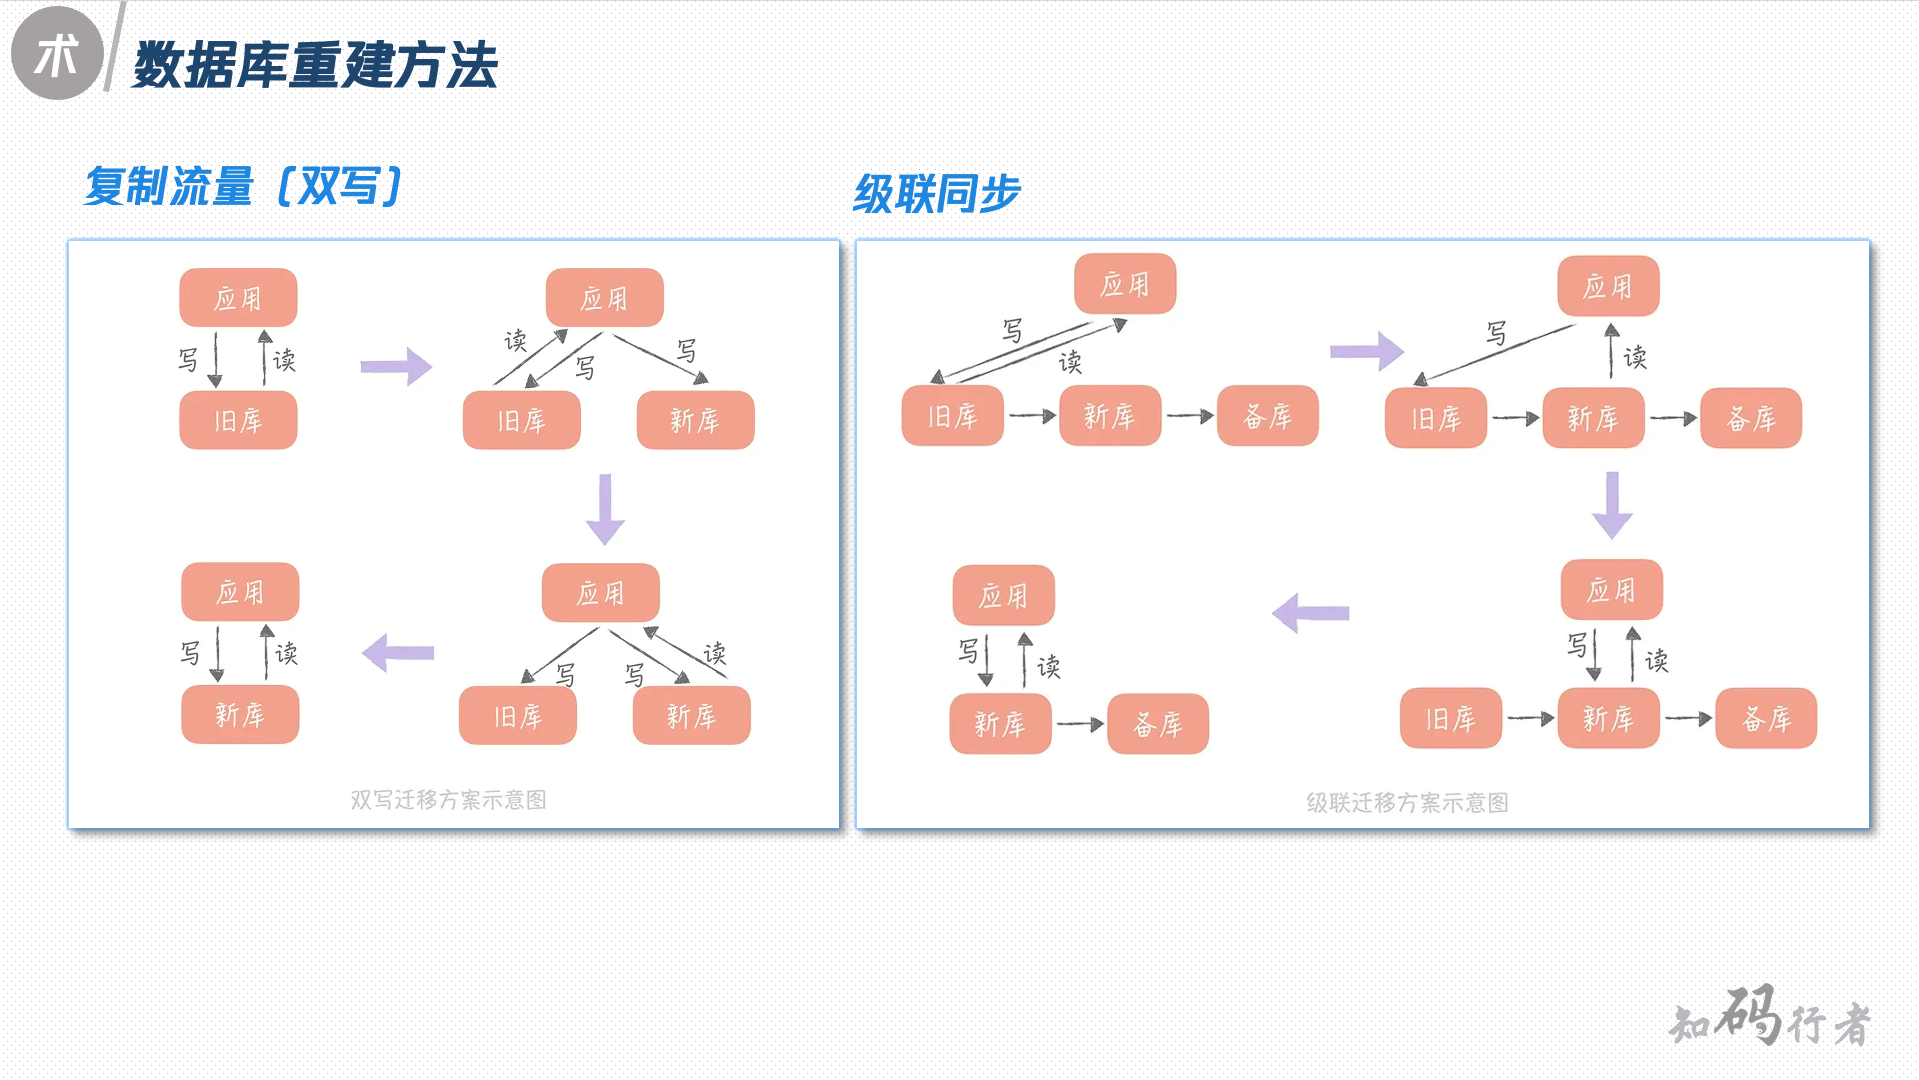 术
数据库重建方法
复制流量（双写）
应用
写
读
旧库
应用
读
写
写
旧库
新库
应用
写
写
读
旧库
新库
应用
写
读
新库
双写迁移方案示意图
级联同步
应用
写
读
旧库
新库
备库
应用
写
读
旧库
新库
备库
应用
写
读
旧库
新库
备库
应用
写
读
新库
备库
级联迁移方案示意图
知码行者